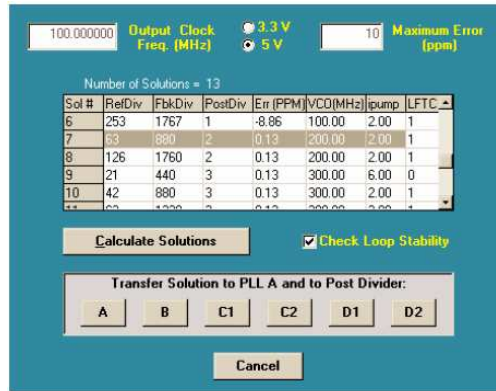 100.000000 Output Clock Freq. (MHz) 3.3 V 5 V 10 Maximum Error (ppm)
Number of Solutions = 13
Sol # RefDiv FbkDiv PostDiv Err (PPM) VCO(MHz) ipump LFTC
6 253 1767 1 -8.86 100.00 2.00 1
7 63 880 2 0.13 200.00 2.00 1
8 126 1760 2 0.13 200.00 2.00 1
9 21 440 3 0.13 300.00 6.00 0
10 42 880 3 0.13 300.00 2.00 1
Calculate Solutions Check Loop Stability
Transfer Solution to PLL A and to Post Divider:
A B C1 C2 D1 D2
Cancel